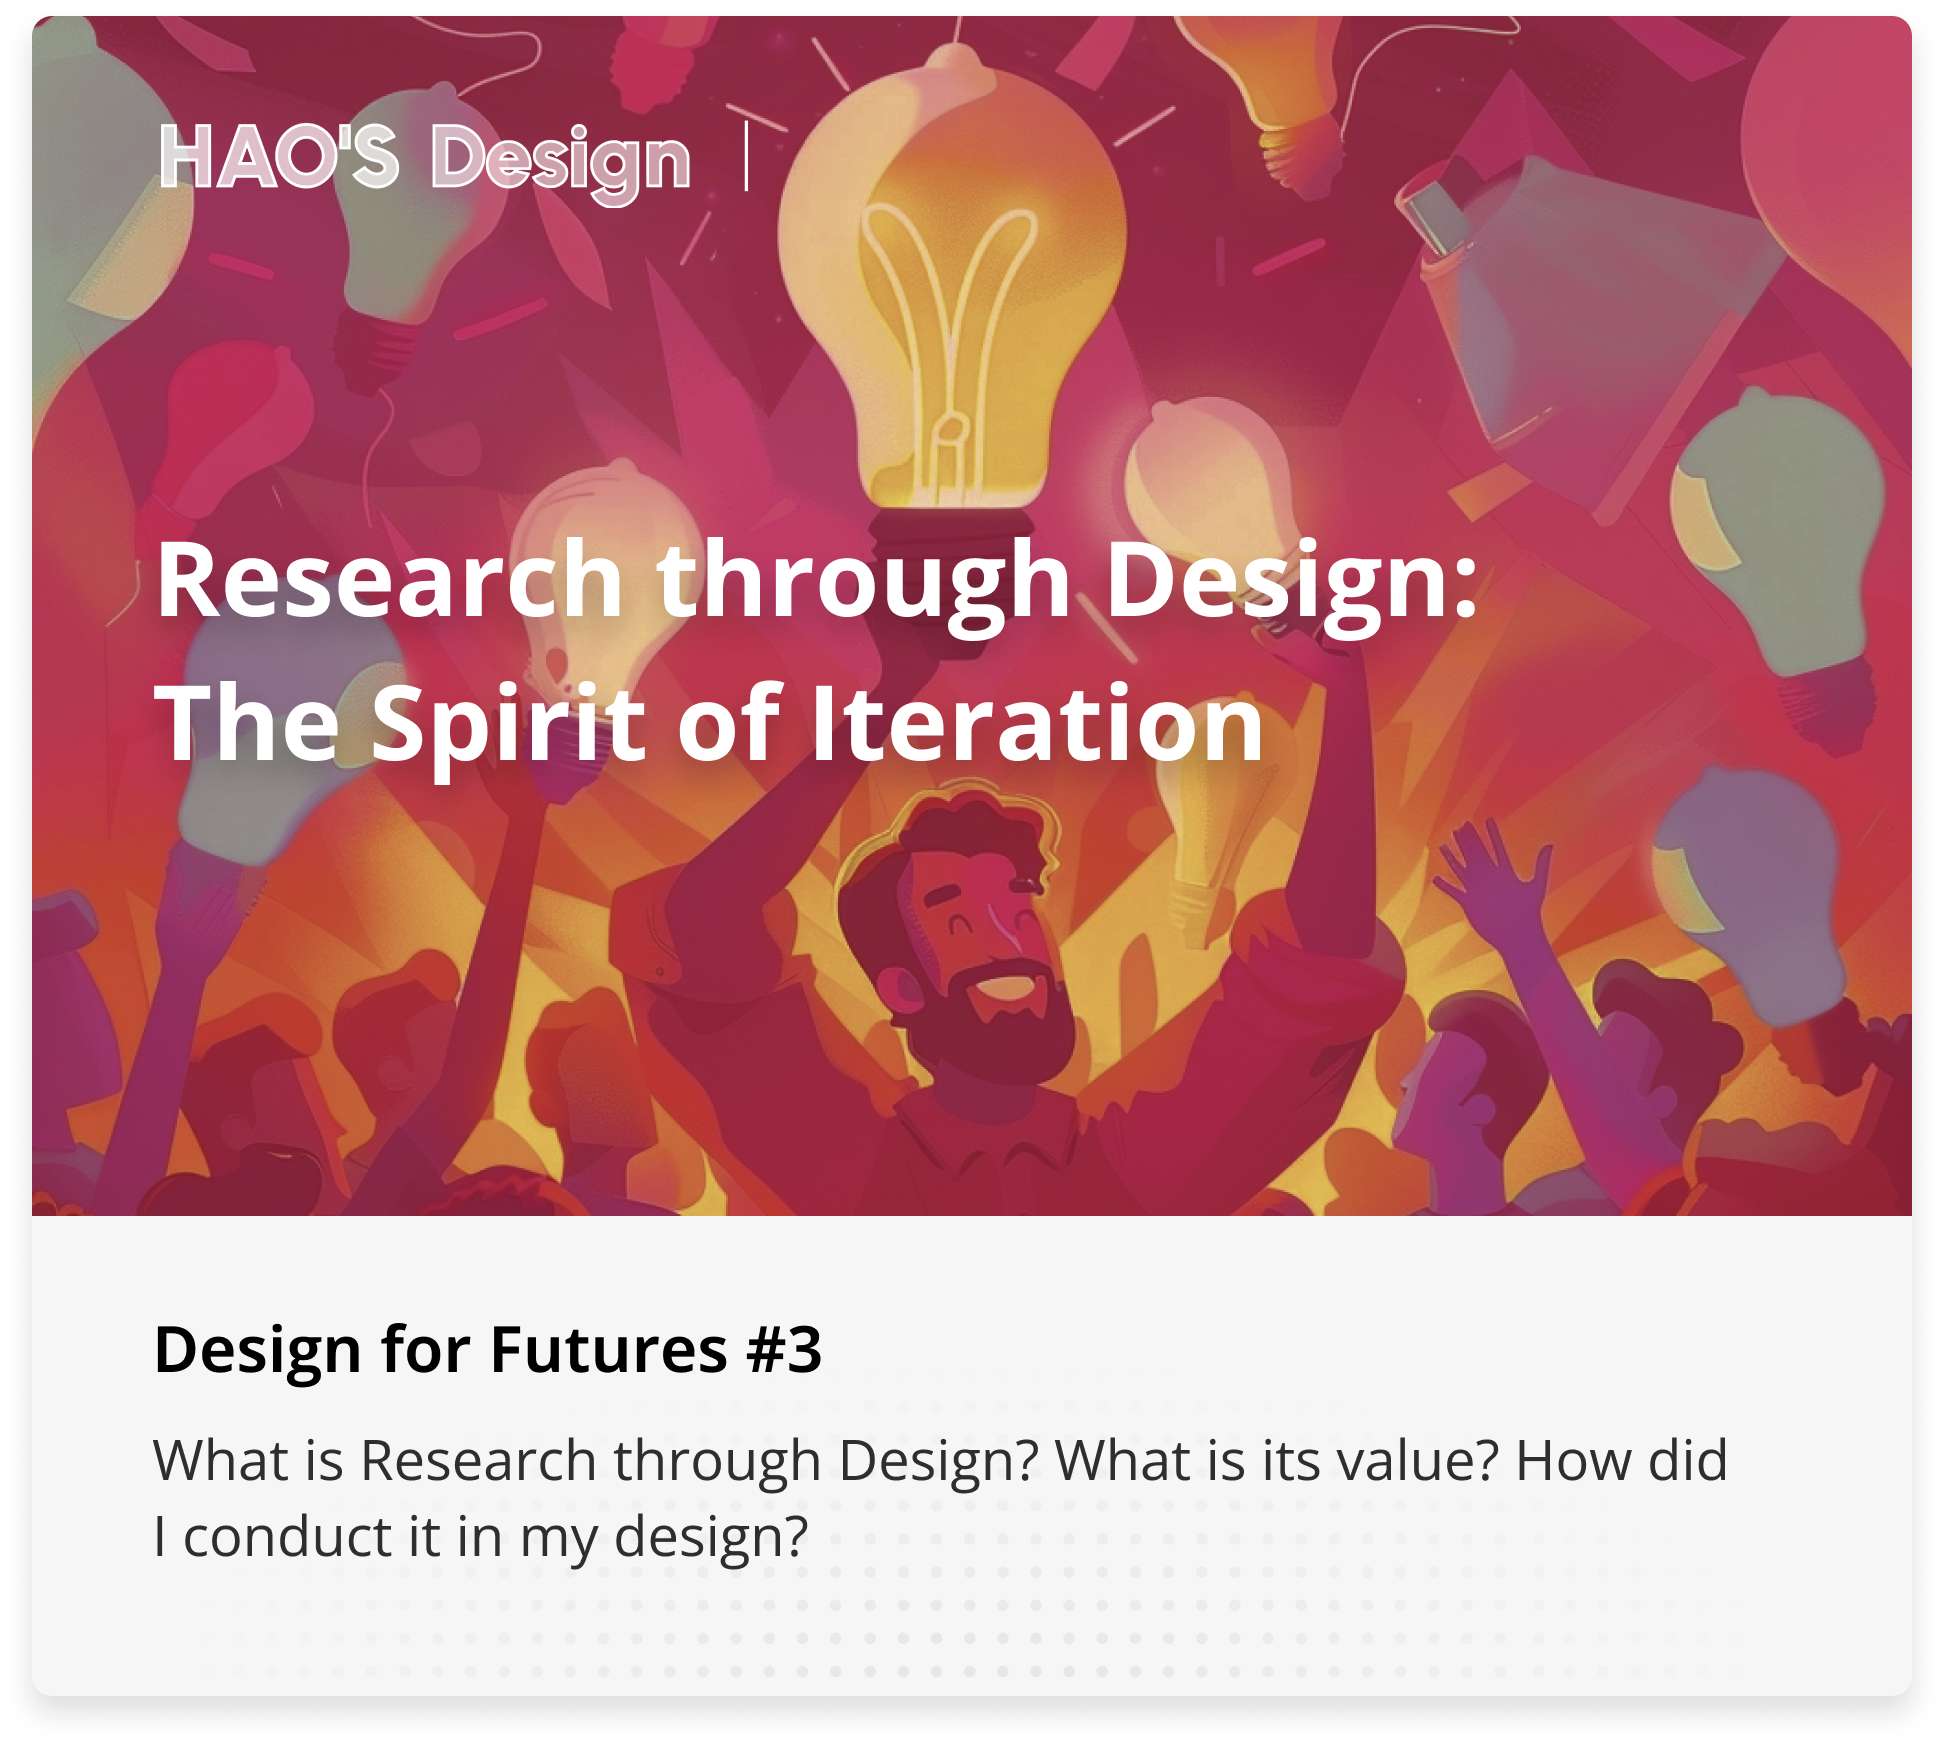 HAO'S Design |
Research through Design:
The Spirit of Iteration
Design for Futures #3
What is Research through Design? What is its value? How did
I conduct it in my design?